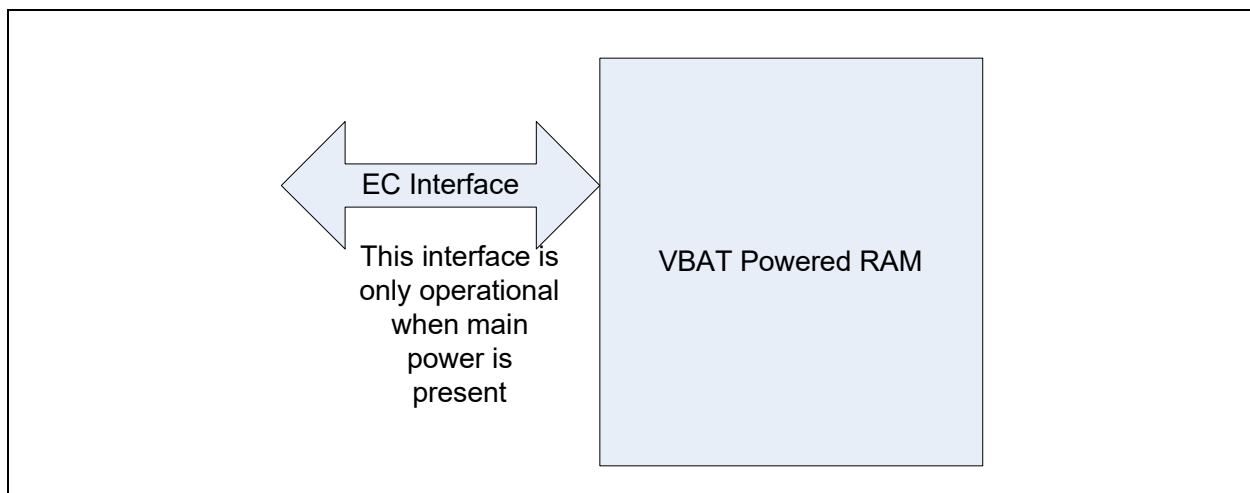 EC Interface
This interface is
only operational
when main
power is
present
VBAT Powered RAM